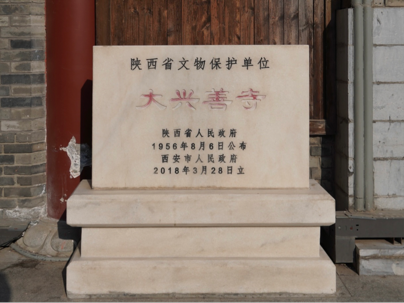 陕西省文物保护单位
大兴善寺
陕西省人民政府
1956年8月6日公布
西安市人民政府
2018年3月28日立